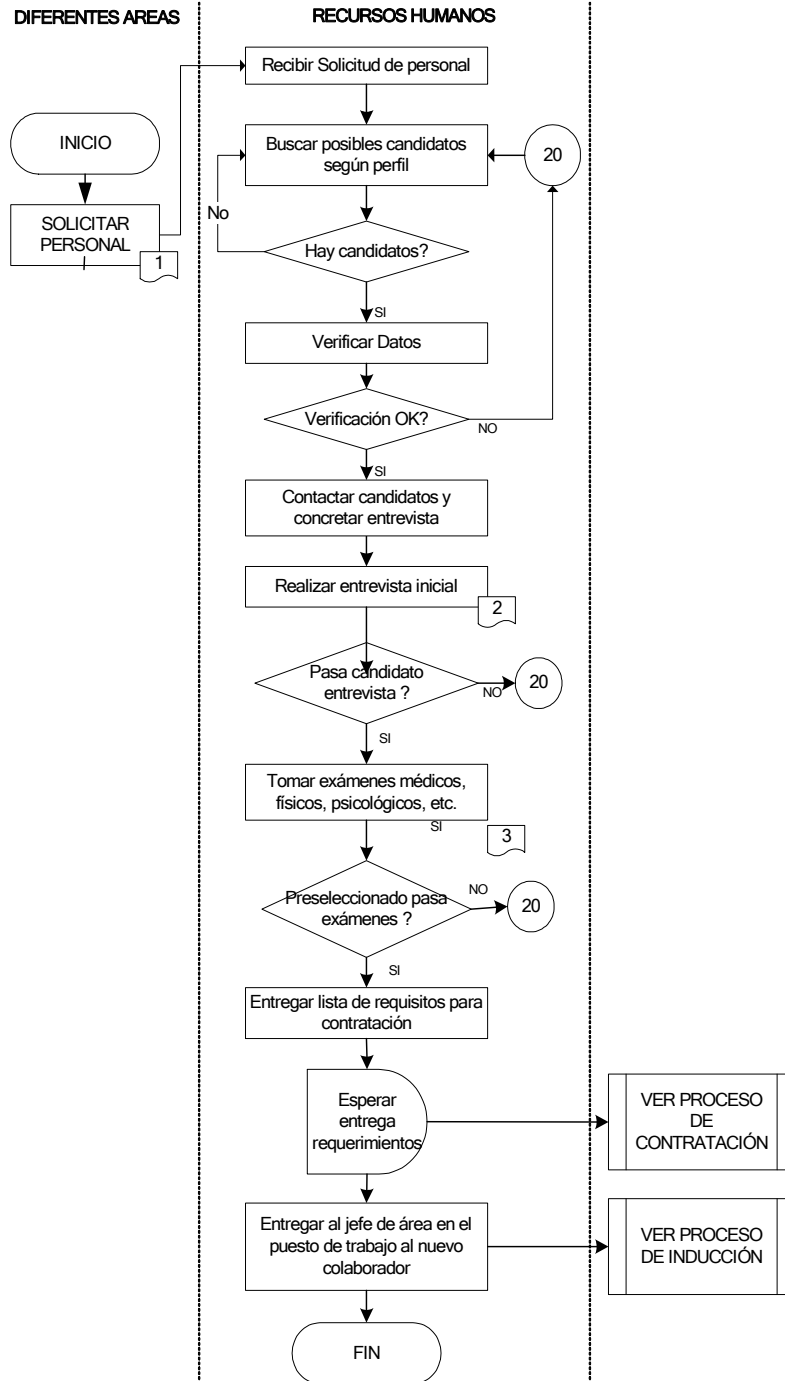 DIFERENTES AREAS
RECURSOS HUMANOS
Recibir Solicitud de personal
INICIO
Buscar posibles candidatos
según perfil
20
SOLICITAR
PERSONAL
1
No
Hay candidatos?
SI
Verificar Datos
Verificación OK?
NO
SI
Contactar candidatos y
concretar entrevista
Realizar entrevista inicial
2
Pasa candidato
entrevista ?
NO
20
SI
Tomar exámenes médicos,
físicos, psicológicos, etc.
SI
3
Preseleccionado pasa
exámenes ?
NO
20
SI
Entregar lista de requisitos para
contratación
Esperar
entrega
requerimientos
VER PROCESO
DE
CONTRATACIÓN
Entregar al jefe de área en el
puesto de trabajo al nuevo
colaborador
VER PROCESO
DE INDUCCIÓN
FIN